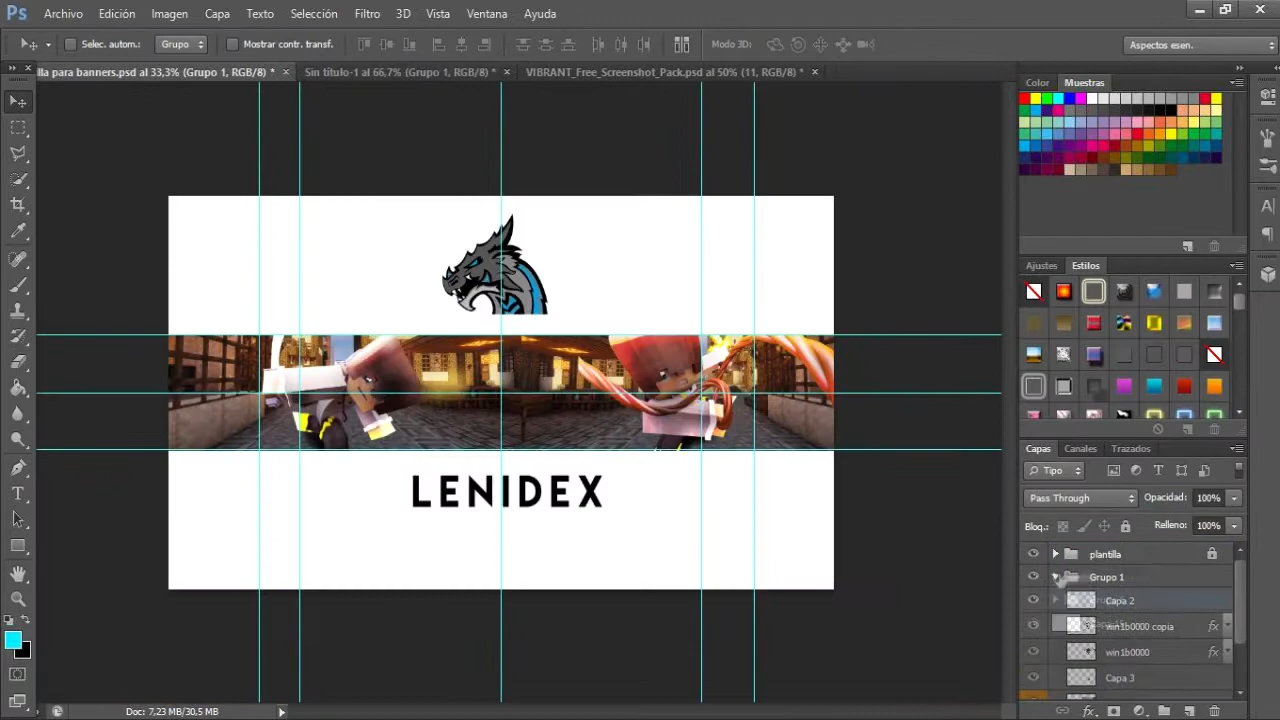 Ps Archivo Edición Imagen Capa Texto Selección Filtro 3D Vista Ventana Ayuda
Selec. autom.: Grupo Mostrar contr. transf. Modo 3D: Aspectos esen.
lla para banners.psd al 33,3% (Grupo 1, RGB/8) * × Sin título-1 al 66,7% (Grupo 1, RGB/8) * × VIBRANT_Free_Screenshot_Pack.psd al 50% (11, RGB/8) * ×
Color Muestras
Ajustes Estilos
LENIDEX
Capas Canales Trazados
Tipo
Pass Through Opacidad: 100%
Bloq.: Relleno: 100%
plantilla
Grupo 1
Capa 2
win1b0000 copia fx
win1b0000 fx
Capa 3
Doc: 7,23 MB/30,5 MB